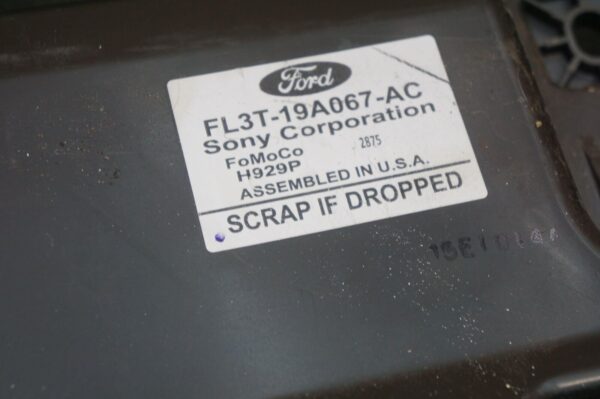 Ford
FL3T-19A067-AC
Sony Corporation
FoMoCo 2875
H929P
ASSEMBLED IN U.S.A.
SCRAP IF DROPPED